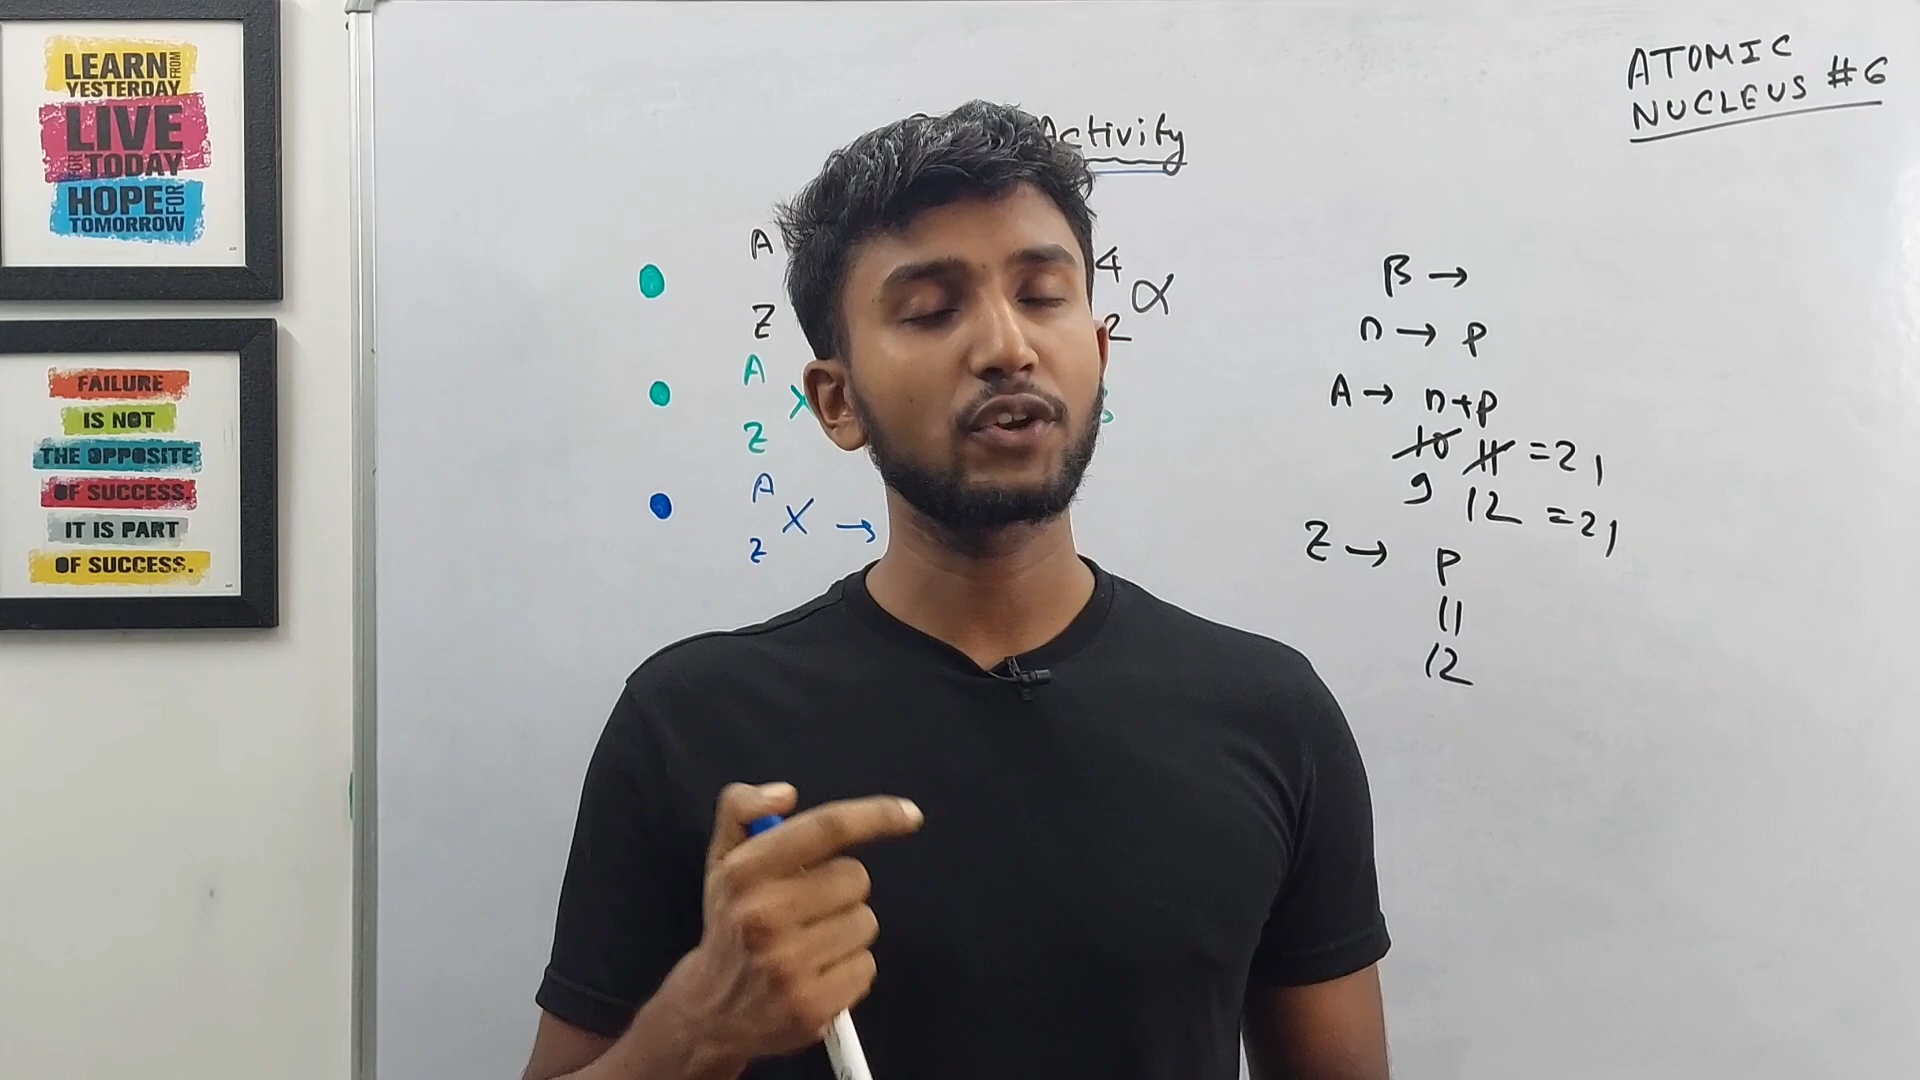 LEARN FROM
YESTERDAY
LIVE
FOR TODAY
HOPE FOR
TOMORROW
FAILURE
IS NOT
THE OPPOSITE
OF SUCCESS.
IT IS PART
OF SUCCESS.
ATOMIC
NUCLEUS #6
Activity
A
Z
4
2 α
A
Z X
A
Z X →
β →
n → p
A → n+p
10 11 = 21
9 12 = 21
Z → p
11
12